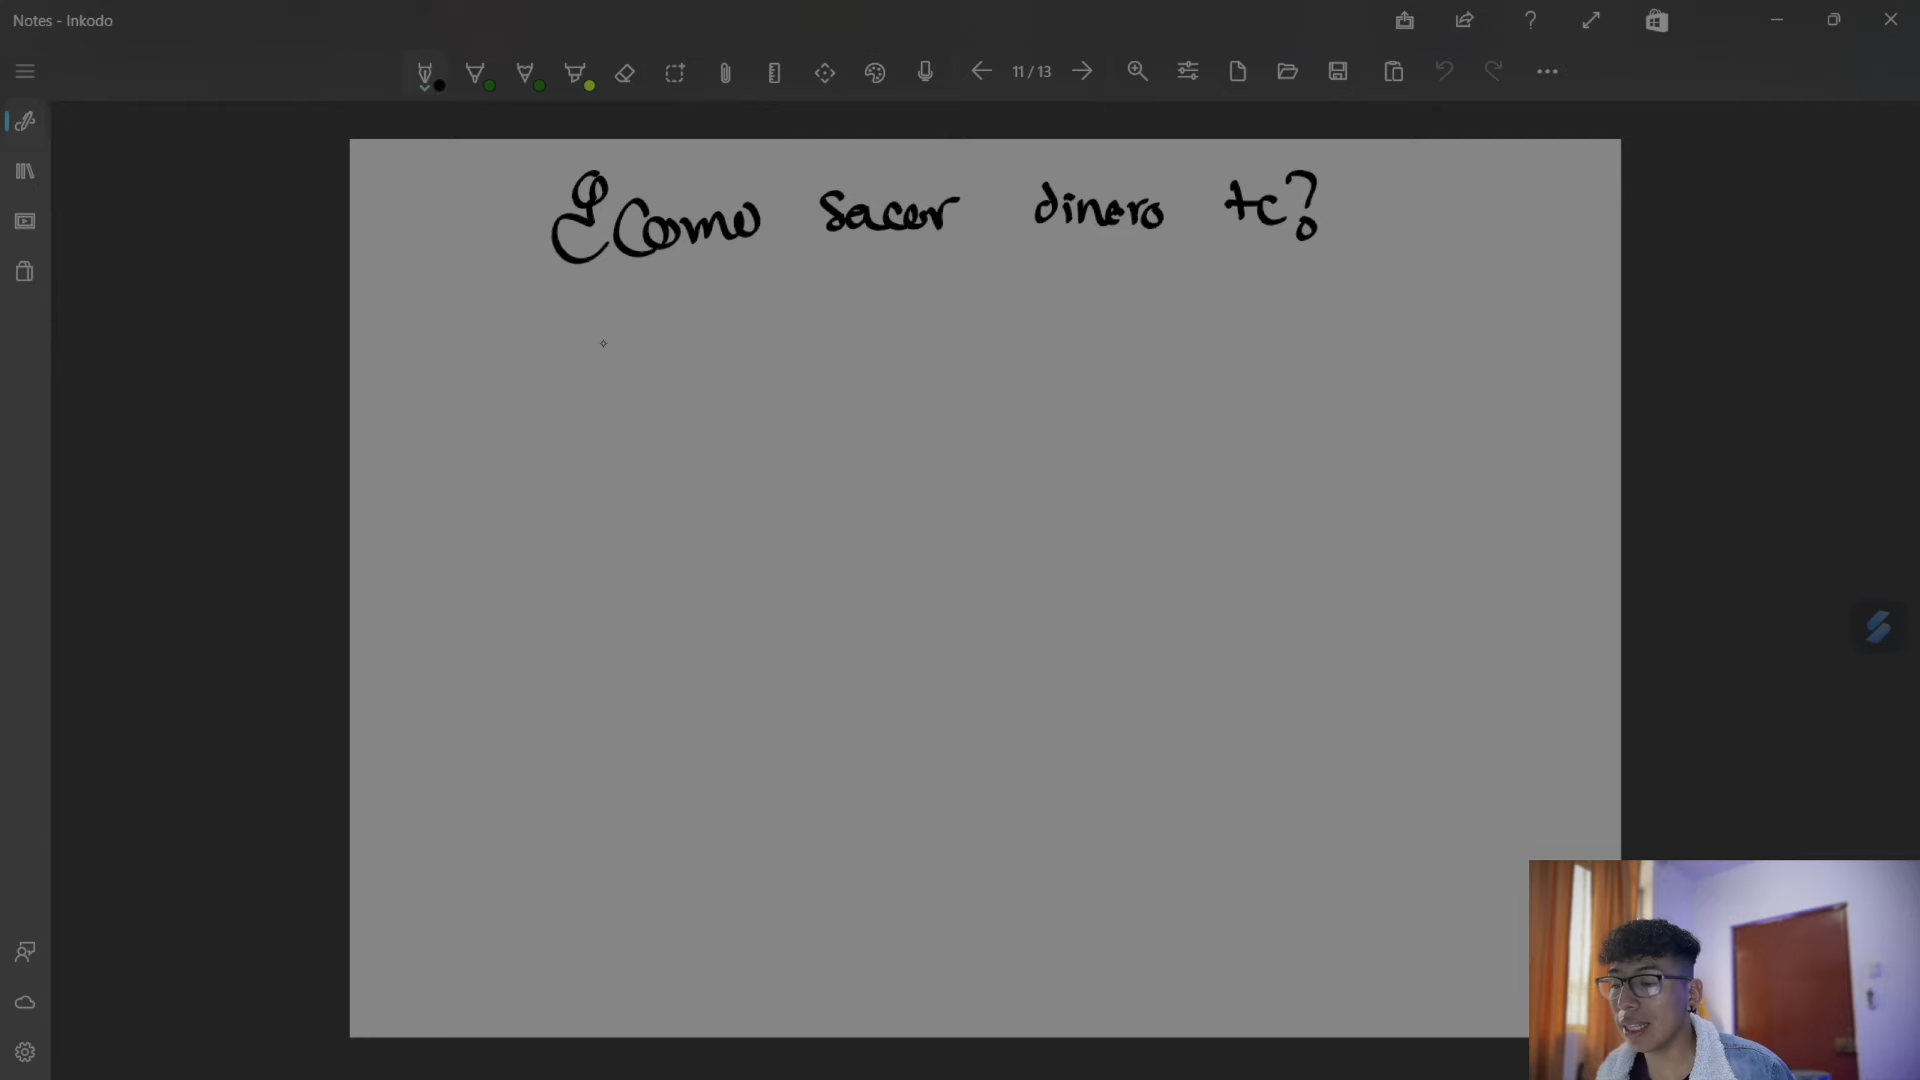 Notes - Inkodo
11 / 13
¿Como sacar dinero tc?